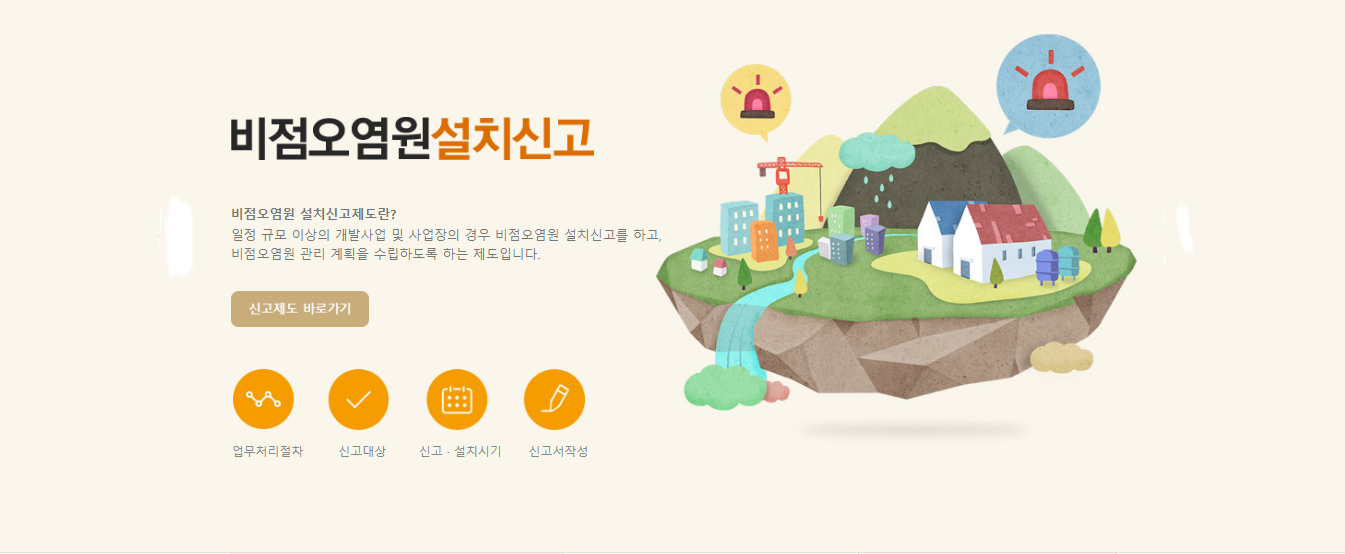 비점오염원설치신고
비점오염원 설치신고제도란?
일정 규모 이상의 개발사업 및 사업장의 경우 비점오염원 설치신고를 하고,
비점오염원 관리 계획을 수립하도록 하는 제도입니다.
신고제도 바로가기
업무처리절차
신고대상
신고 · 설치시기
신고서작성